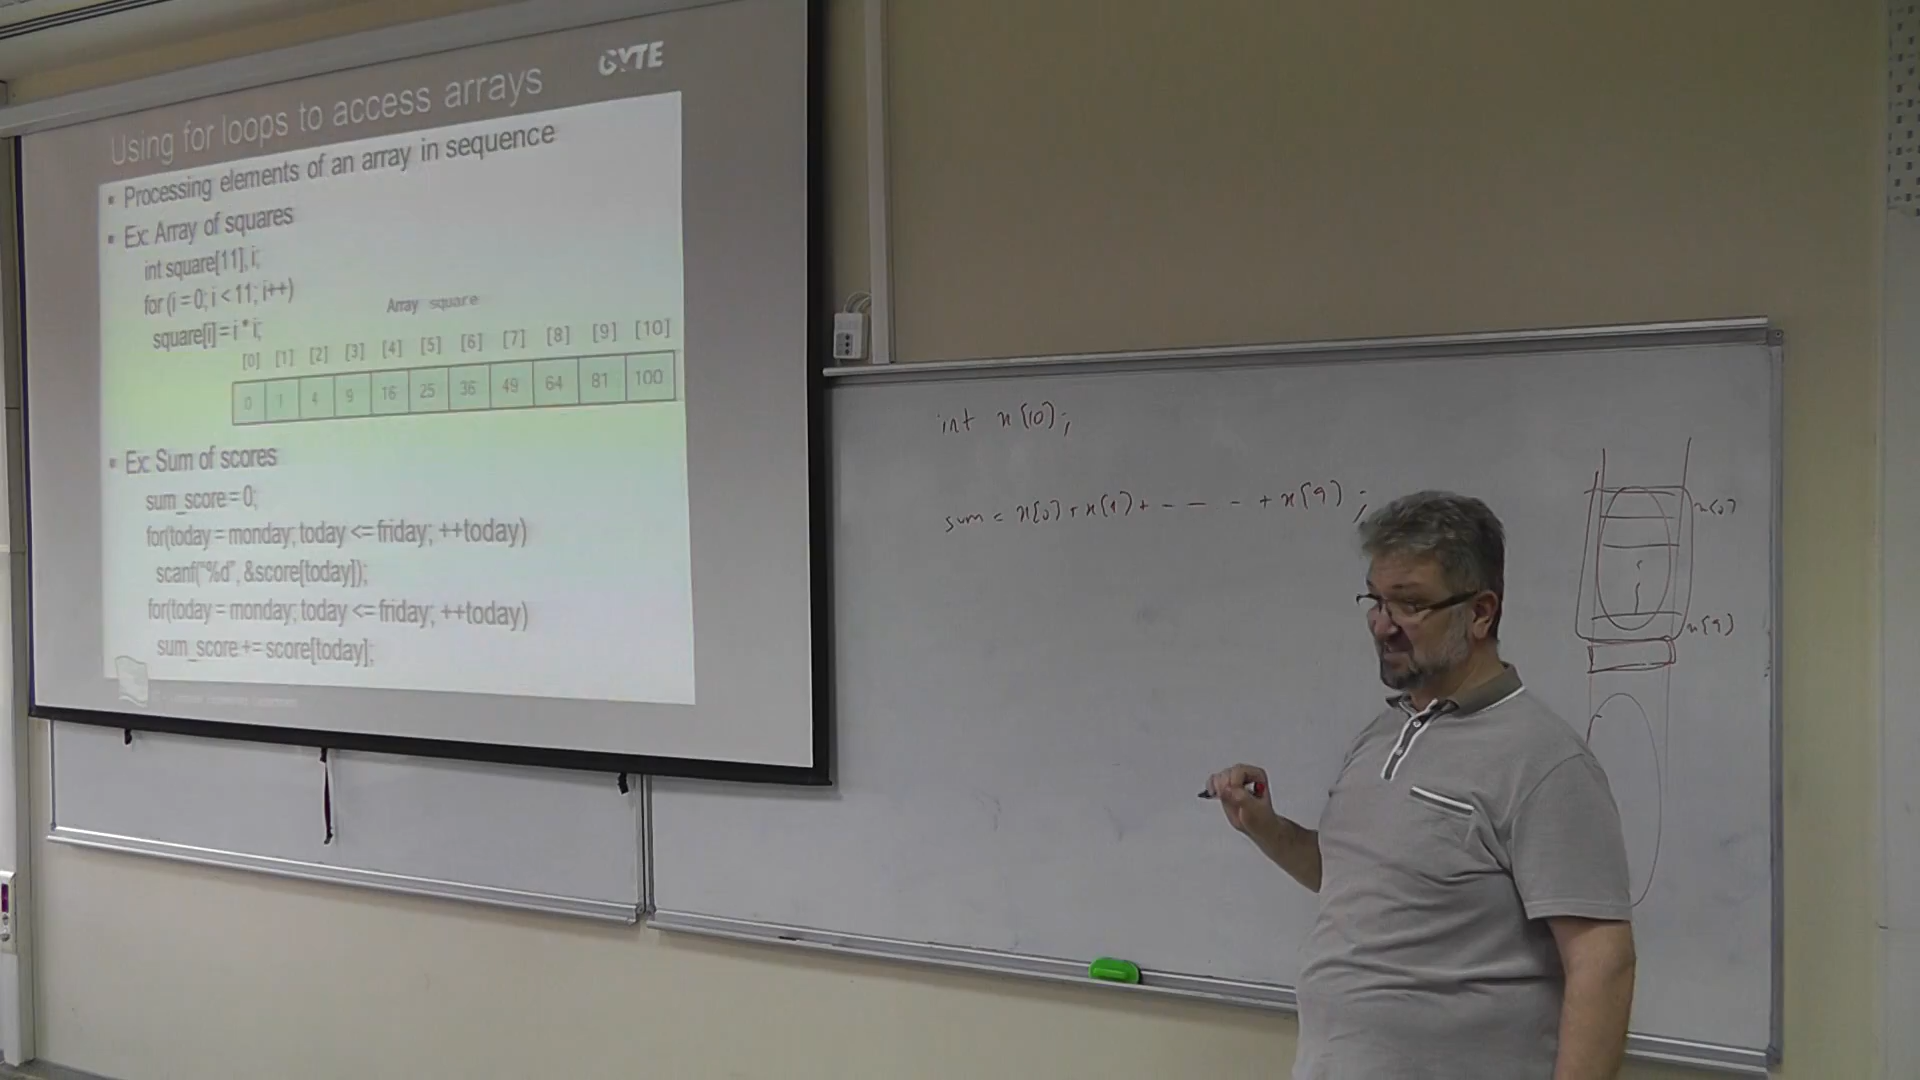 GYTE
Using for loops to access arrays
▪ Processing elements of an array in sequence
▪ Ex: Array of squares
int square[11], i;
for (i = 0; i < 11; i++)
square[i] = i * i;
Array square
[0] [1] [2] [3] [4] [5] [6] [7] [8] [9] [10]
0 1 4 9 16 25 36 49 64 81 100
▪ Ex: Sum of scores
sum_score = 0;
for(today = monday; today <= friday; ++today)
scanf("%d", &score[today]);
for(today = monday; today <= friday; ++today)
sum_score += score[today];
int x[10];
sum = x[0] + x[1] + - - - + x[9];
x[0]
x[9]